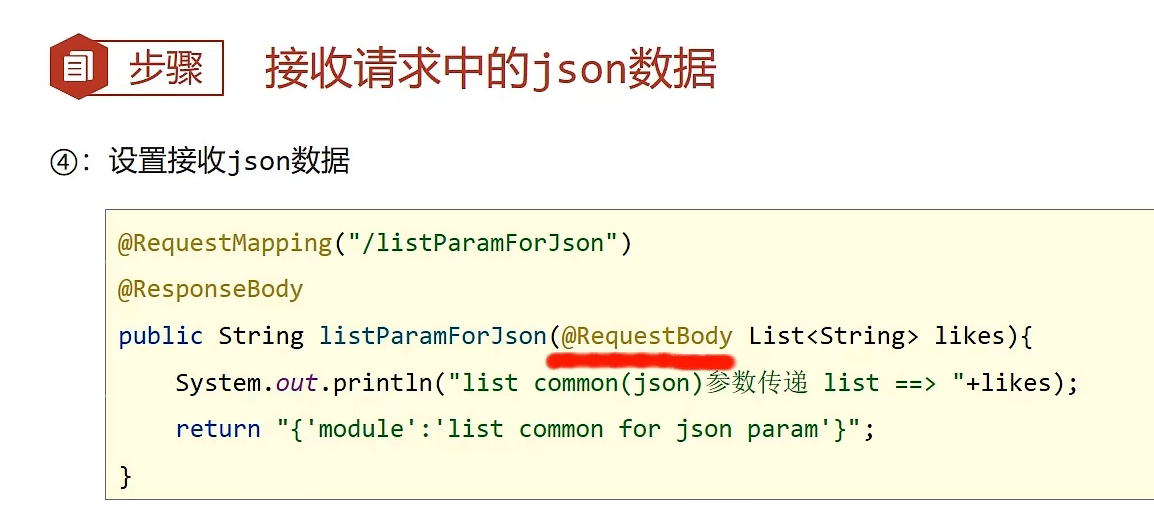 步骤
接收请求中的json数据
④：设置接收json数据
@RequestMapping("/listParamForJson")
@ResponseBody
public String listParamForJson(@RequestBody List<String> likes){
    System.out.println("list common(json)参数传递 list ==> "+likes);
    return "{'module':'list common for json param'}";
}